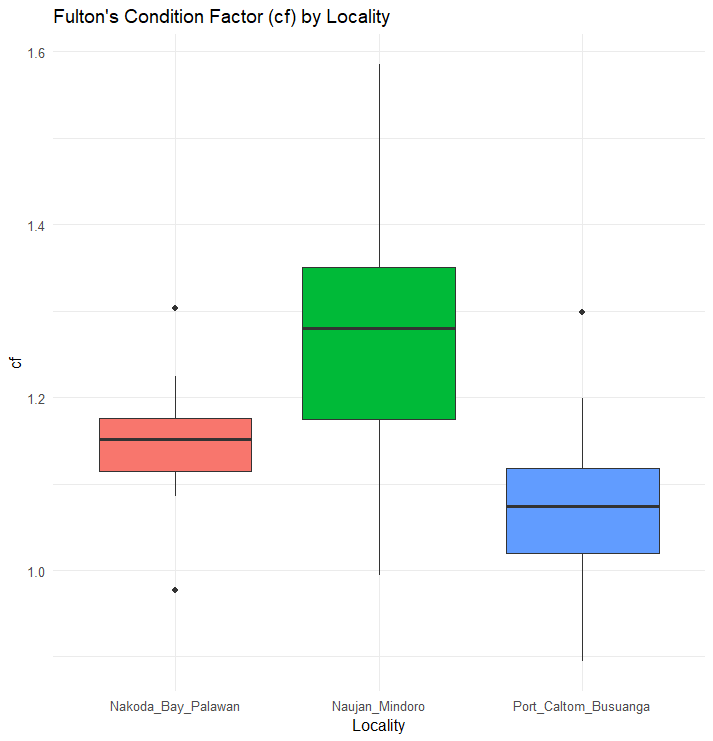 Fulton's Condition Factor (cf) by Locality
1.6
1.4
1.2
1.0
cf
Nakoda_Bay_Palawan
Naujan_Mindoro
Port_Caltom_Busuanga
Locality